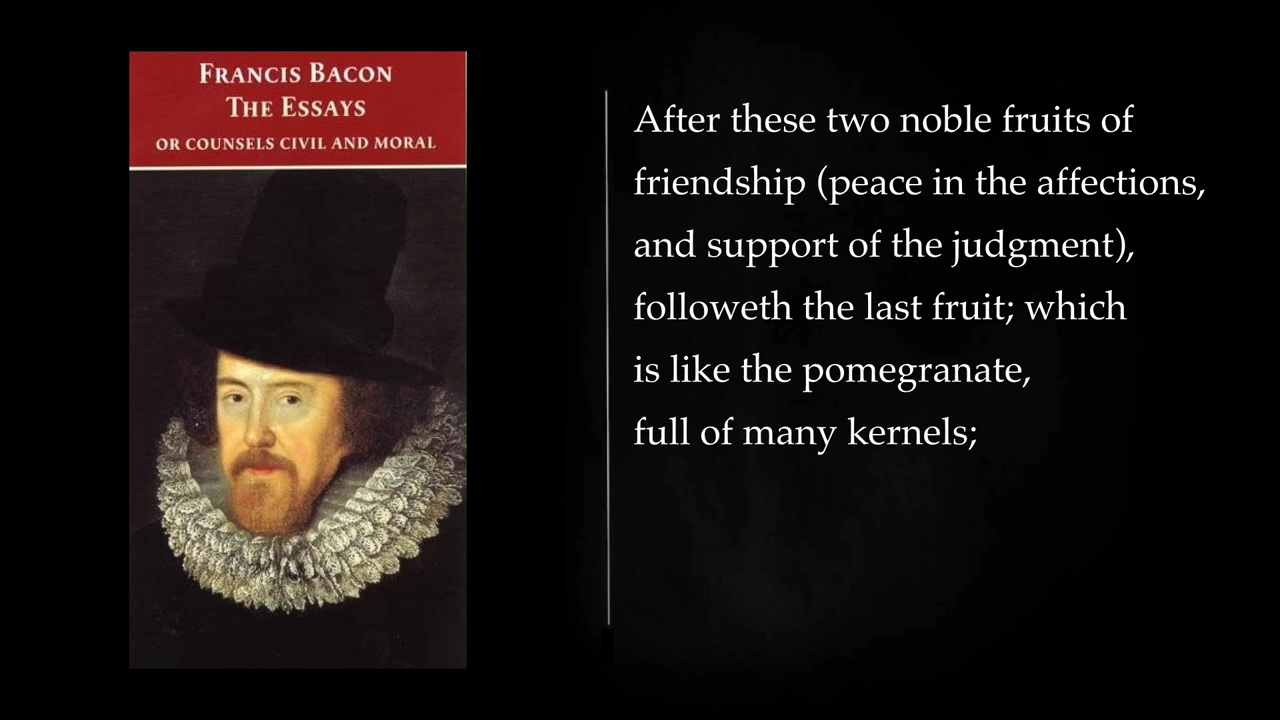 FRANCIS BACON
THE ESSAYS
OR COUNSELS CIVIL AND MORAL
After these two noble fruits of
friendship (peace in the affections,
and support of the judgment),
followeth the last fruit; which
is like the pomegranate,
full of many kernels;